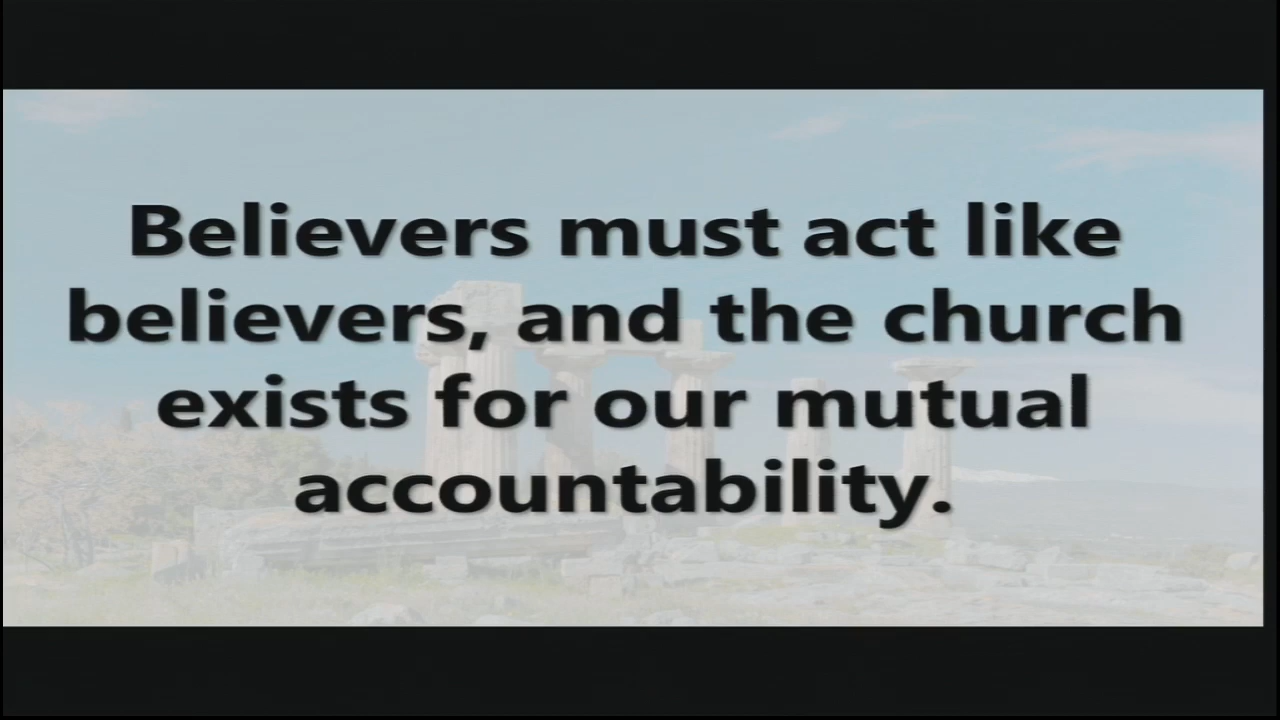 Believers must act like
believers, and the church
exists for our mutual
accountability.